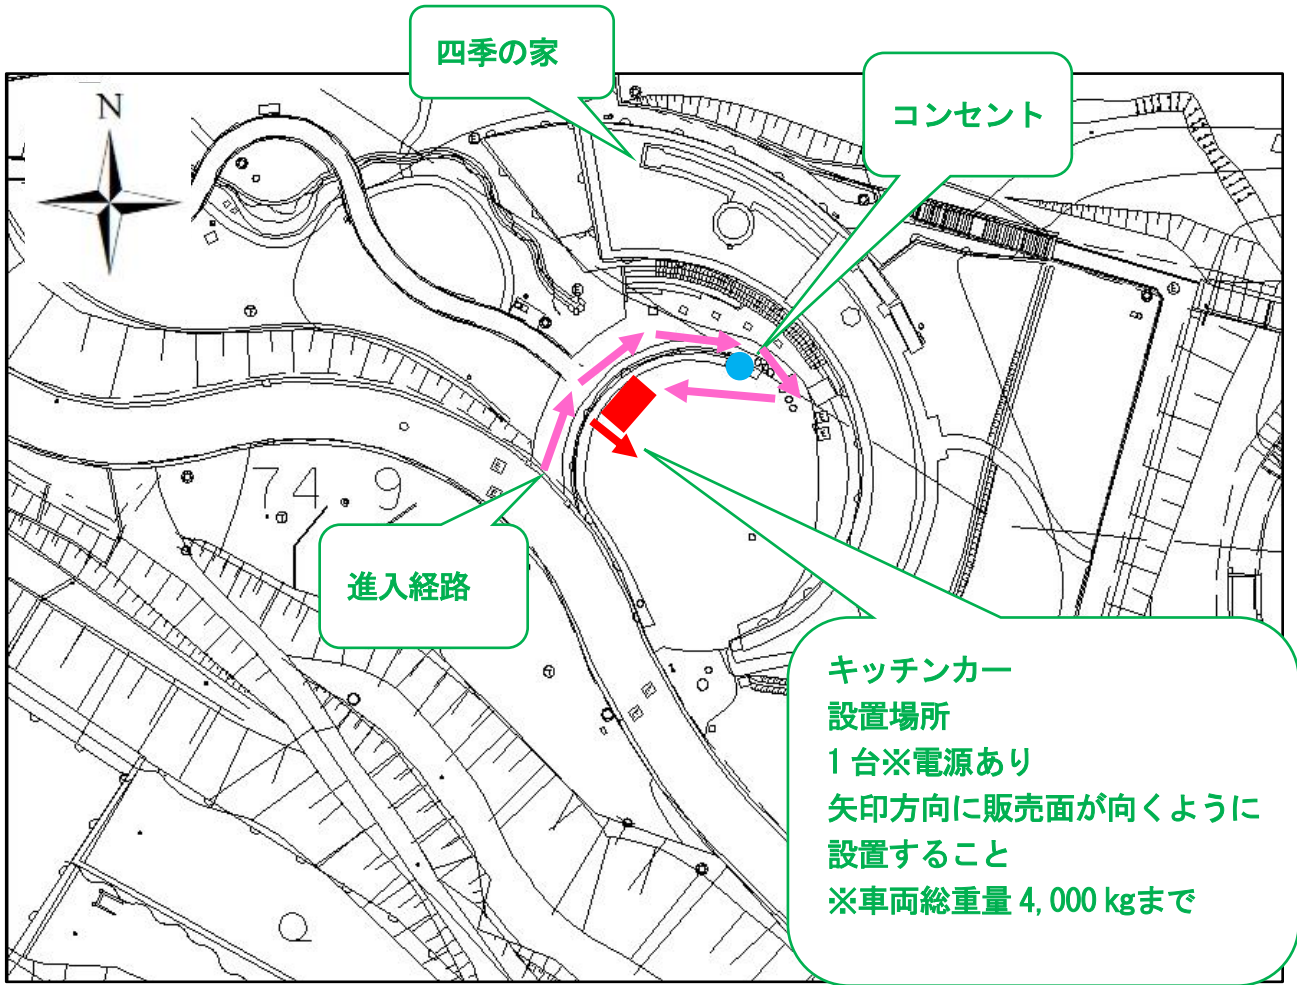 四季の家
コンセント
N
74 9
進入経路
キッチンカー
設置場所
1台※電源あり
矢印方向に販売面が向くように
設置すること
※車両総重量4,000㎏まで